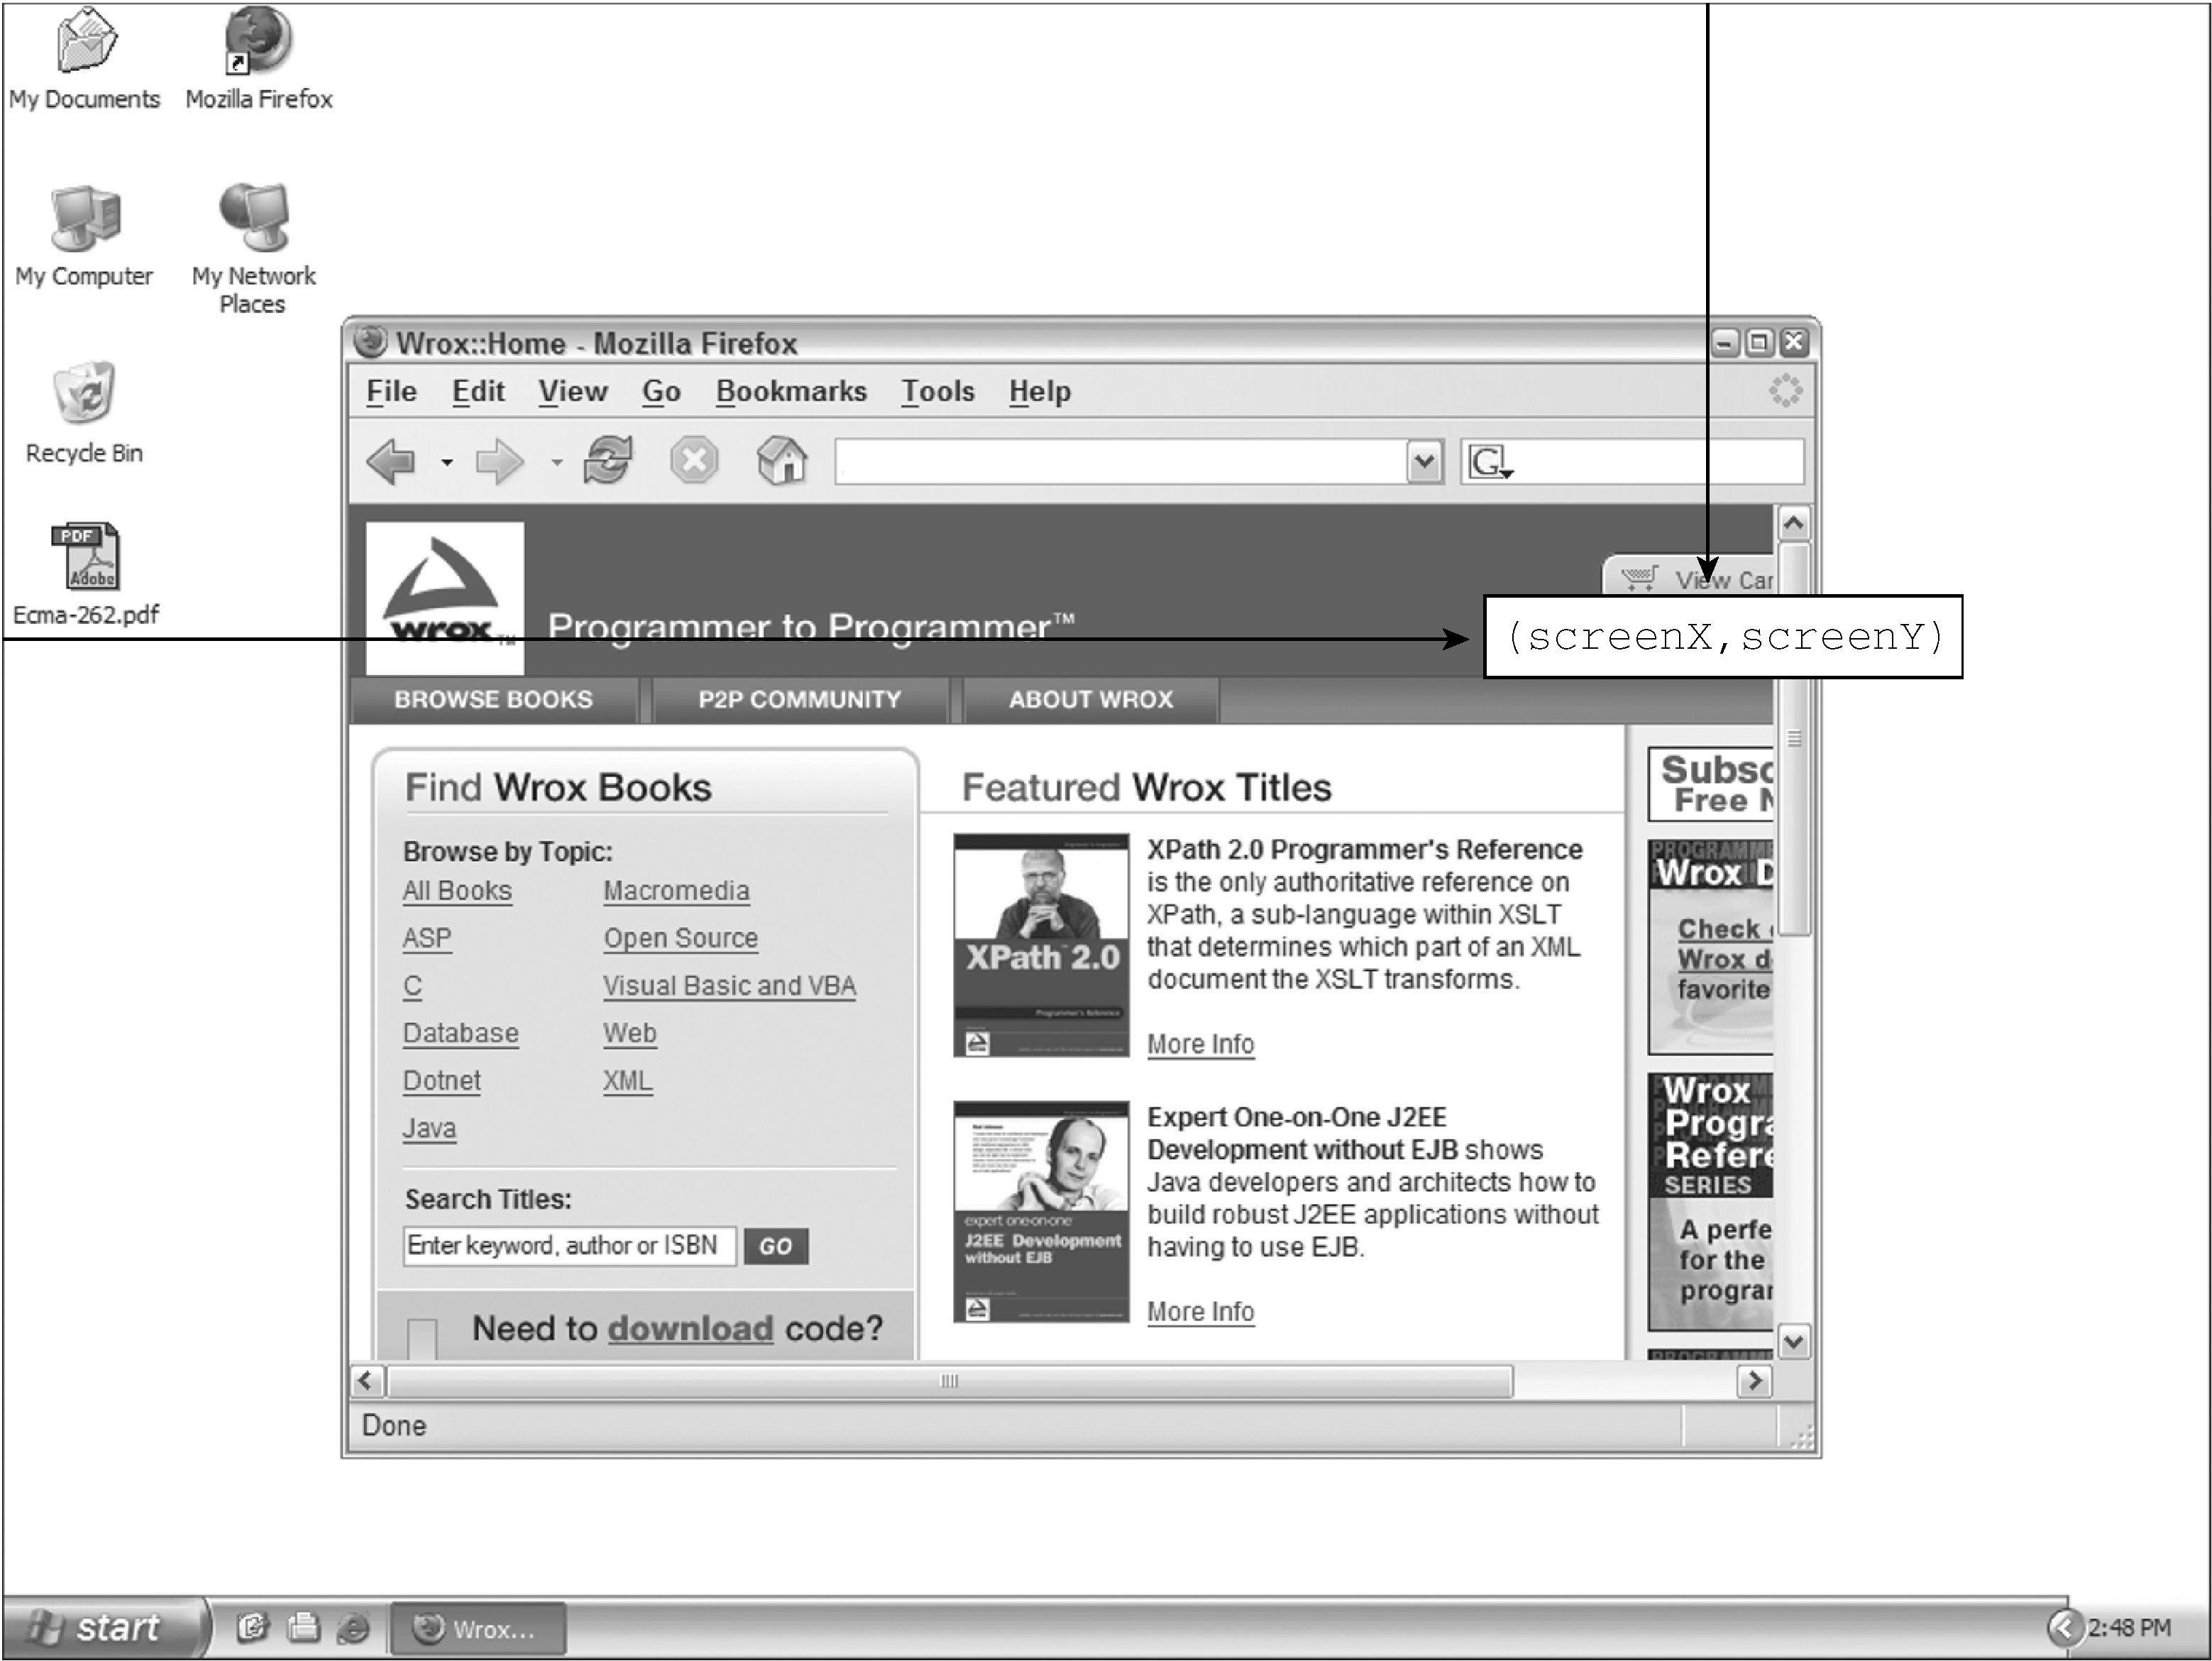 My Documents
Mozilla Firefox
My Computer
My Network
Places
Recycle Bin
PDF
Adobe
Ecma-262.pdf
Wrox::Home - Mozilla Firefox
File Edit View Go Bookmarks Tools Help
G
View Car
wrox™
Programmer to Programmer™
(screenX,screenY)
BROWSE BOOKS
P2P COMMUNITY
ABOUT WROX
Find Wrox Books
Browse by Topic:
All Books
Macromedia
ASP
Open Source
C
Visual Basic and VBA
Database
Web
Dotnet
XML
Java
Search Titles:
Enter keyword, author or ISBN
GO
Need to download code?
Featured Wrox Titles
XPath™ 2.0
Programmer's Reference
XPath 2.0 Programmer's Reference
is the only authoritative reference on
XPath, a sub-language within XSLT
that determines which part of an XML
document the XSLT transforms.
More Info
expert one-on-one
J2EE Development
without EJB
Expert One-on-One J2EE
Development without EJB shows
Java developers and architects how to
build robust J2EE applications without
having to use EJB.
More Info
Subsc
Free N
PROGRAMME
Wrox D
Check
Wrox d
favorite
Wrox
Progra
Refere
SERIES
A perfe
for the
prograr
PROGRAMME
Done
start
Wrox...
2:48 PM